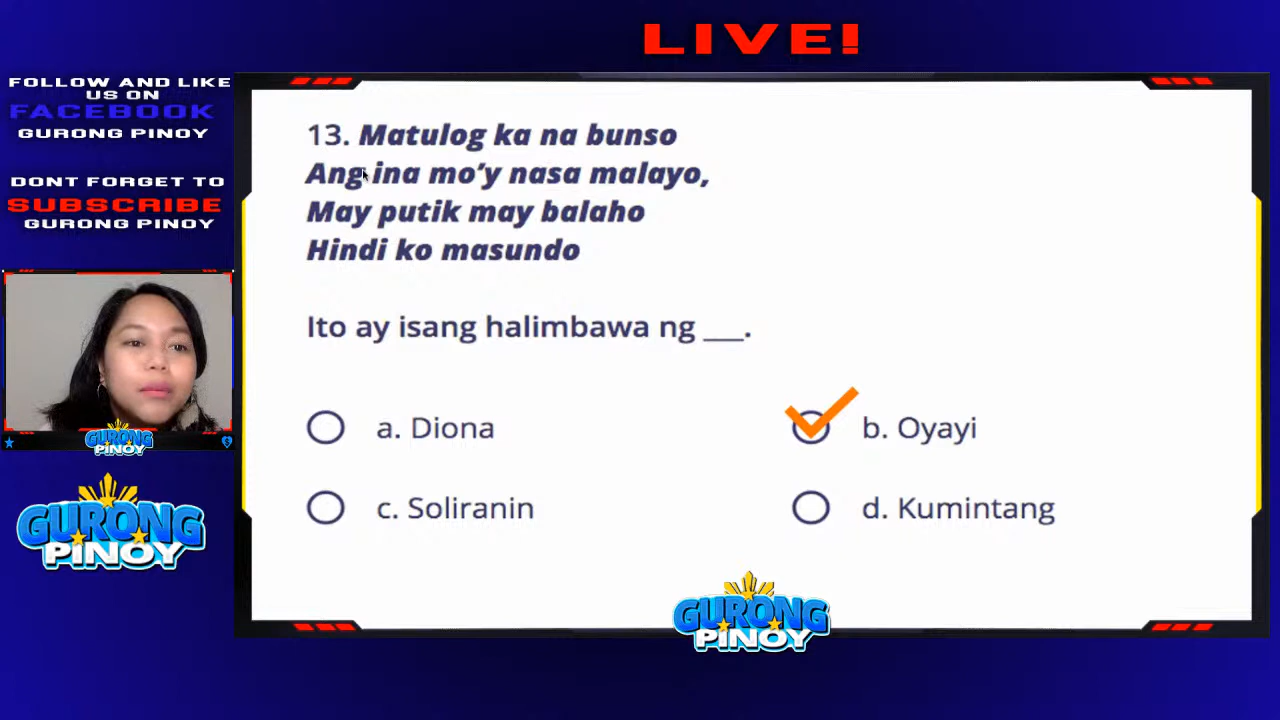 LIVE!
FOLLOW AND LIKE
US ON
FACEBOOK
GURONG PINOY
DONT FORGET TO
SUBSCRIBE
GURONG PINOY
13. Matulog ka na bunso
Ang ina mo’y nasa malayo,
May putik may balaho
Hindi ko masundo
Ito ay isang halimbawa ng ___.
a. Diona
b. Oyayi
c. Soliranin
d. Kumintang
GURONG
PINOY
GURONG
PINOY
GURONG
PINOY